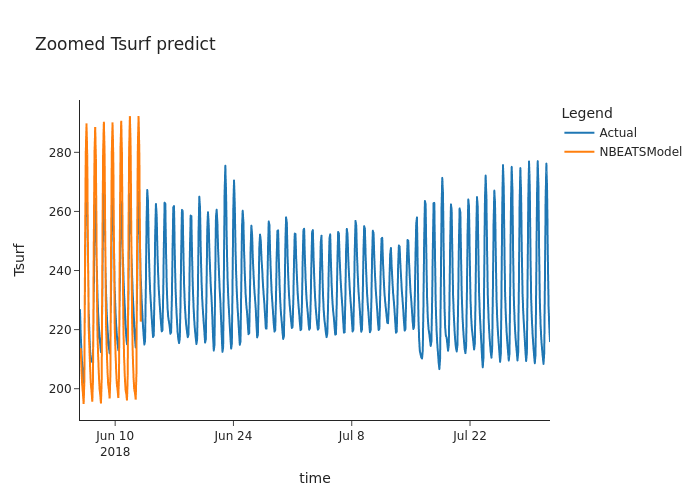 Zoomed Tsurf predict
Legend
Actual
NBEATSModel
280
260
240
220
200
Tsurf
Jun 10
2018
Jun 24
Jul 8
Jul 22
time